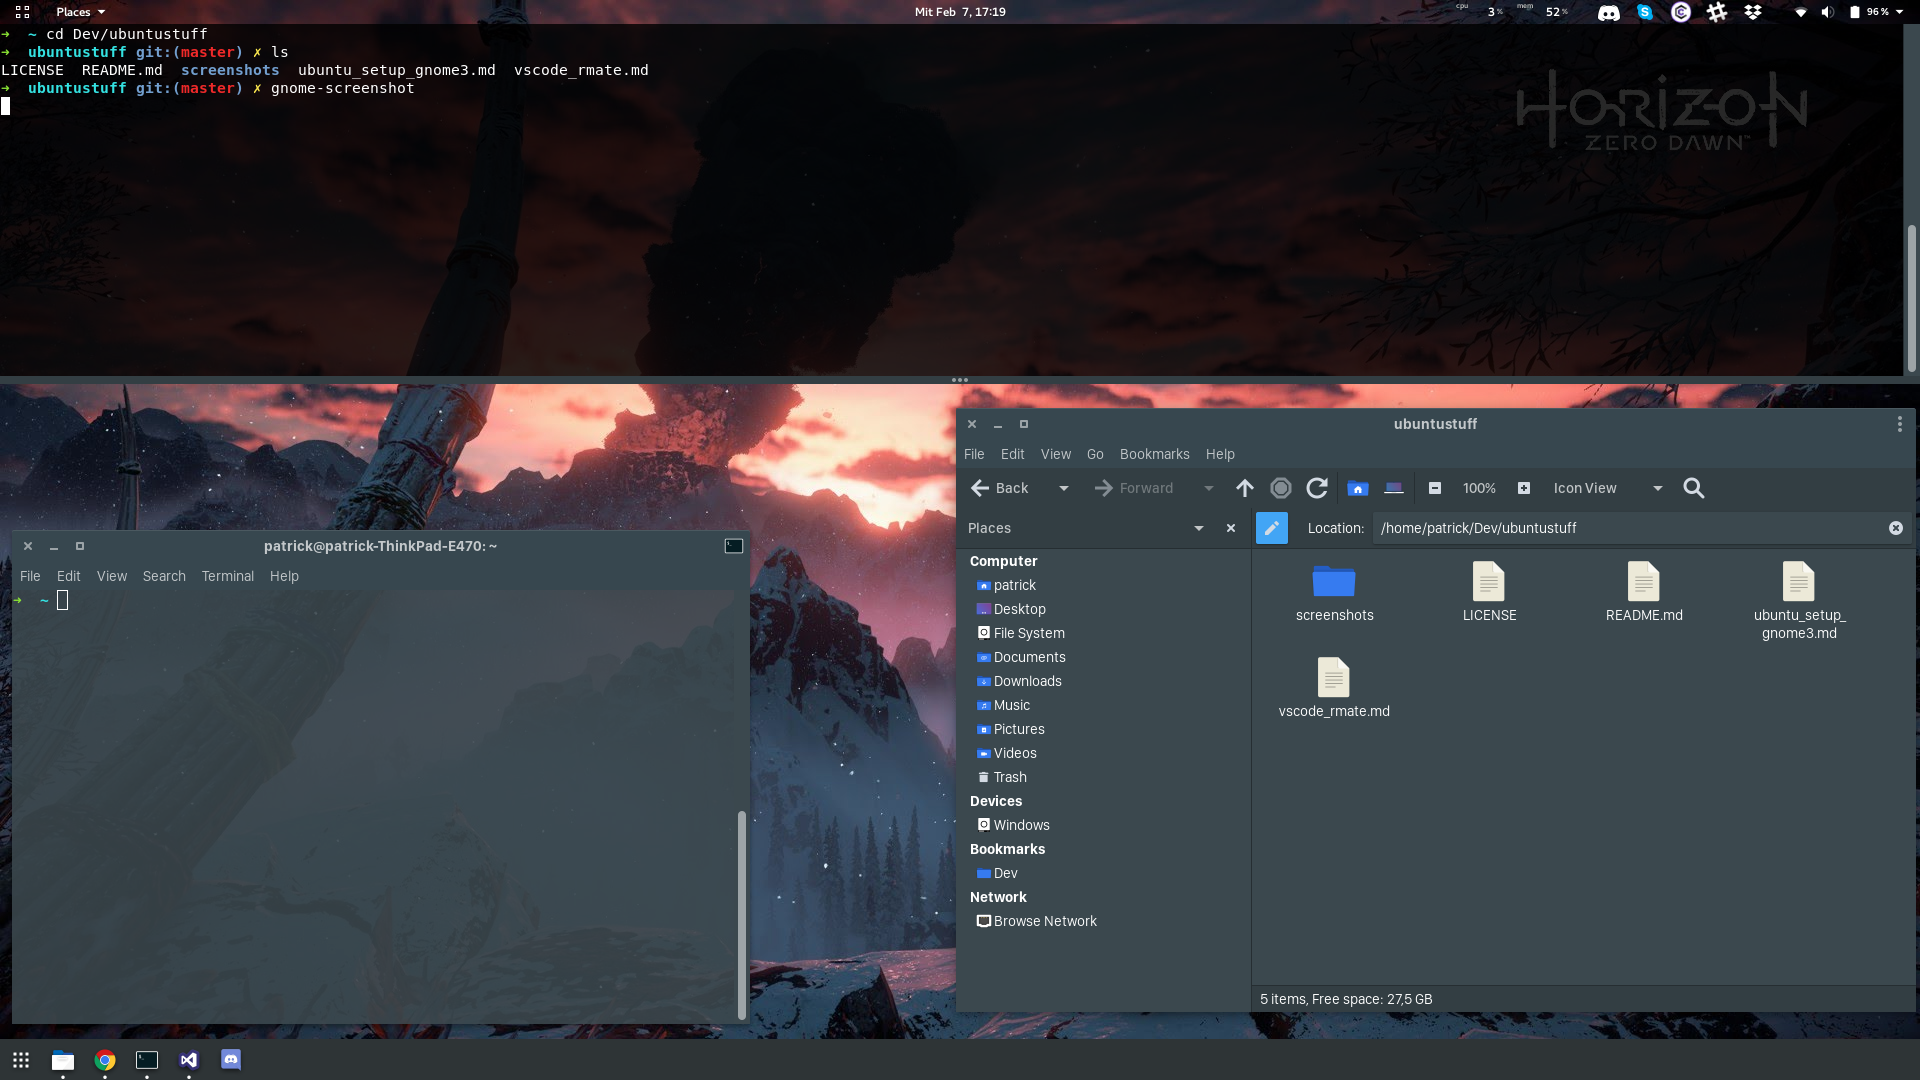 Places
Mit Feb 7, 17:19
cpu 3 % mem 52 %
96 %
➜ ~ cd Dev/ubuntustuff
➜ ubuntustuff git:(master) ✗ ls
LICENSE README.md screenshots ubuntu_setup_gnome3.md vscode_rmate.md
➜ ubuntustuff git:(master) ✗ gnome-screenshot
HORIZON
ZERO DAWN™
patrick@patrick-ThinkPad-E470: ~
File Edit View Search Terminal Help
➜ ~
ubuntustuff
File Edit View Go Bookmarks Help
Back Forward 100% Icon View
Places
Location: /home/patrick/Dev/ubuntustuff
Computer
patrick
Desktop
File System
Documents
Downloads
Music
Pictures
Videos
Trash
Devices
Windows
Bookmarks
Dev
Network
Browse Network
screenshots
LICENSE
README.md
ubuntu_setup_
gnome3.md
vscode_rmate.md
5 items, Free space: 27,5 GB